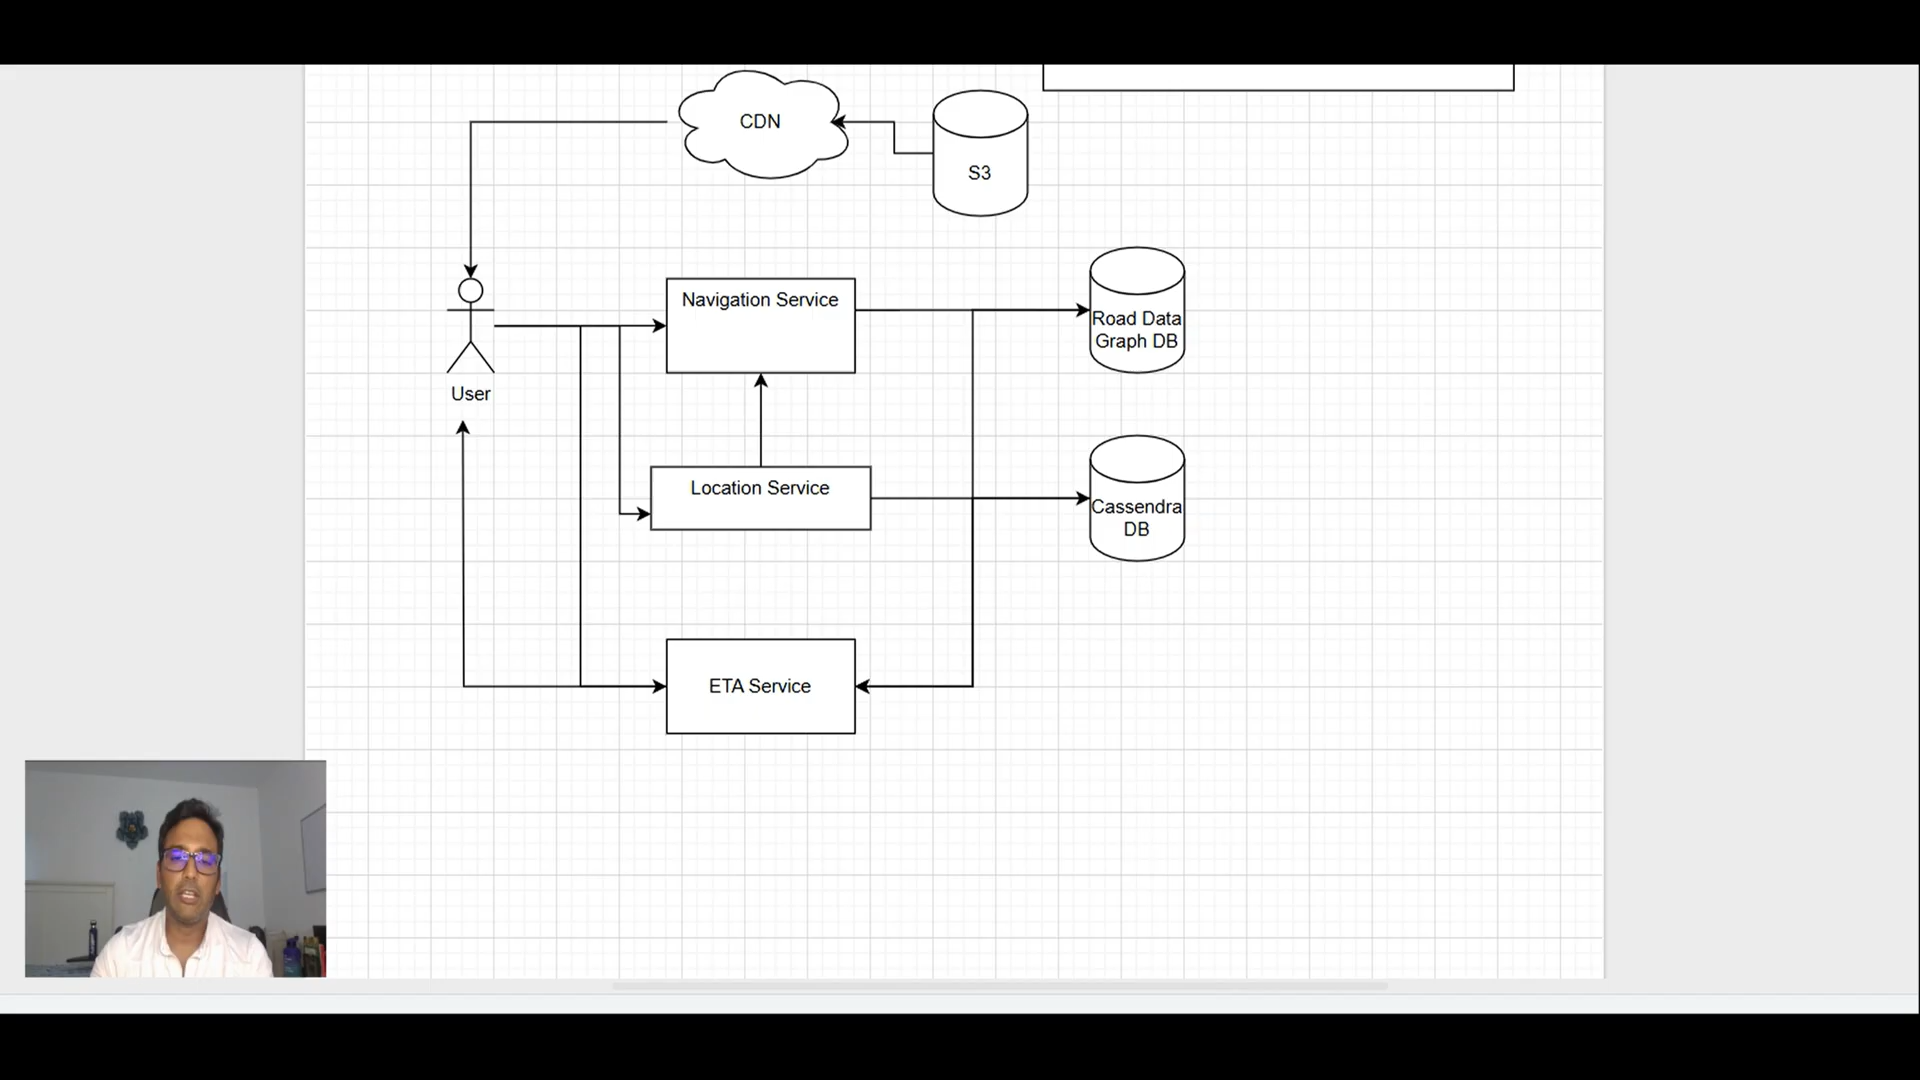 CDN
S3
Navigation Service
Road Data
Graph DB
User
Location Service
Cassendra
DB
ETA Service